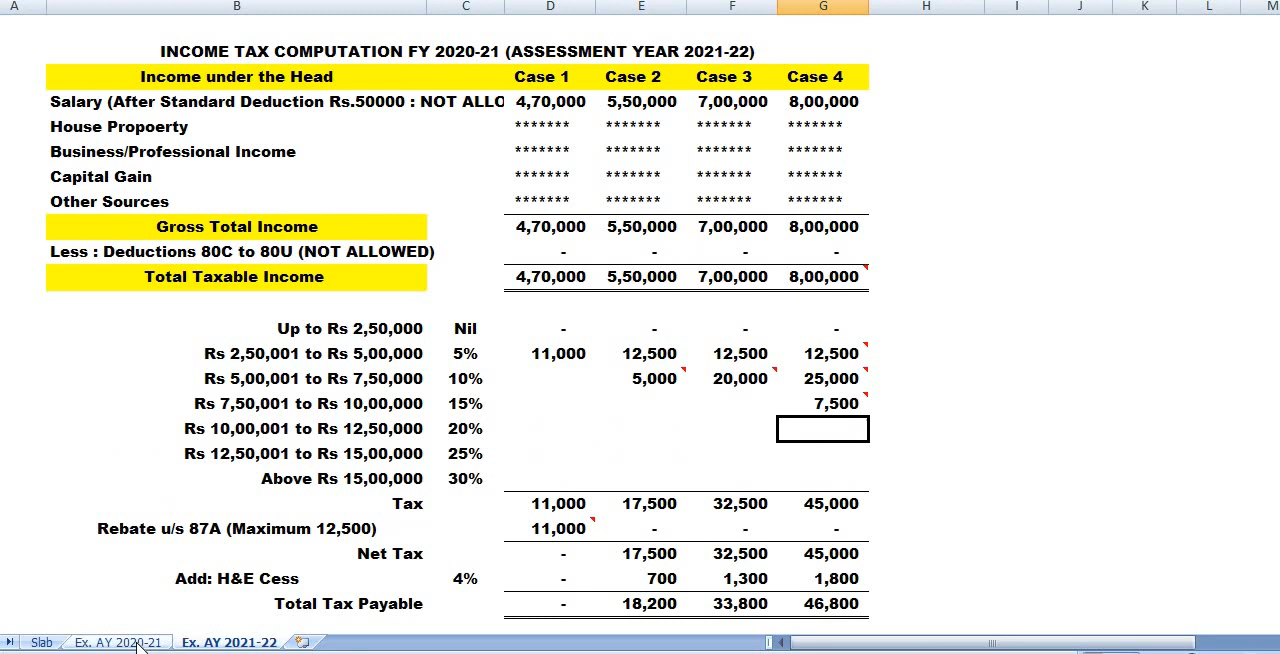 A B C D E F G H I J K L M
INCOME TAX COMPUTATION FY 2020-21 (ASSESSMENT YEAR 2021-22)
Income under the Head Case 1 Case 2 Case 3 Case 4
Salary (After Standard Deduction Rs.50000 : NOT ALLO 4,70,000 5,50,000 7,00,000 8,00,000
House Propoerty ******* ******* ******* *******
Business/Professional Income ******* ******* ******* *******
Capital Gain ******* ******* ******* *******
Other Sources ******* ******* ******* *******
Gross Total Income 4,70,000 5,50,000 7,00,000 8,00,000
Less : Deductions 80C to 80U (NOT ALLOWED) - - - -
Total Taxable Income 4,70,000 5,50,000 7,00,000 8,00,000
Up to Rs 2,50,000 Nil - - - -
Rs 2,50,001 to Rs 5,00,000 5% 11,000 12,500 12,500 12,500
Rs 5,00,001 to Rs 7,50,000 10% 5,000 20,000 25,000
Rs 7,50,001 to Rs 10,00,000 15% 7,500
Rs 10,00,001 to Rs 12,50,000 20%
Rs 12,50,001 to Rs 15,00,000 25%
Above Rs 15,00,000 30%
Tax 11,000 17,500 32,500 45,000
Rebate u/s 87A (Maximum 12,500) 11,000 - - -
Net Tax - 17,500 32,500 45,000
Add: H&E Cess 4% - 700 1,300 1,800
Total Tax Payable - 18,200 33,800 46,800
Slab Ex. AY 2020-21 Ex. AY 2021-22